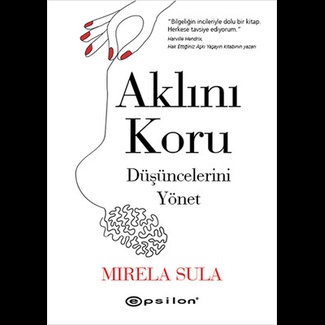 "Bilgeliğin incileriyle dolu bir kitap.
Herkese tavsiye ediyorum."
Harville Hendrix,
Hak Ettiğiniz Aşkı Yaşayın kitabının yazarı
Aklını
Koru
Düşüncelerini
Yönet
MIRELA SULA
epsilon®